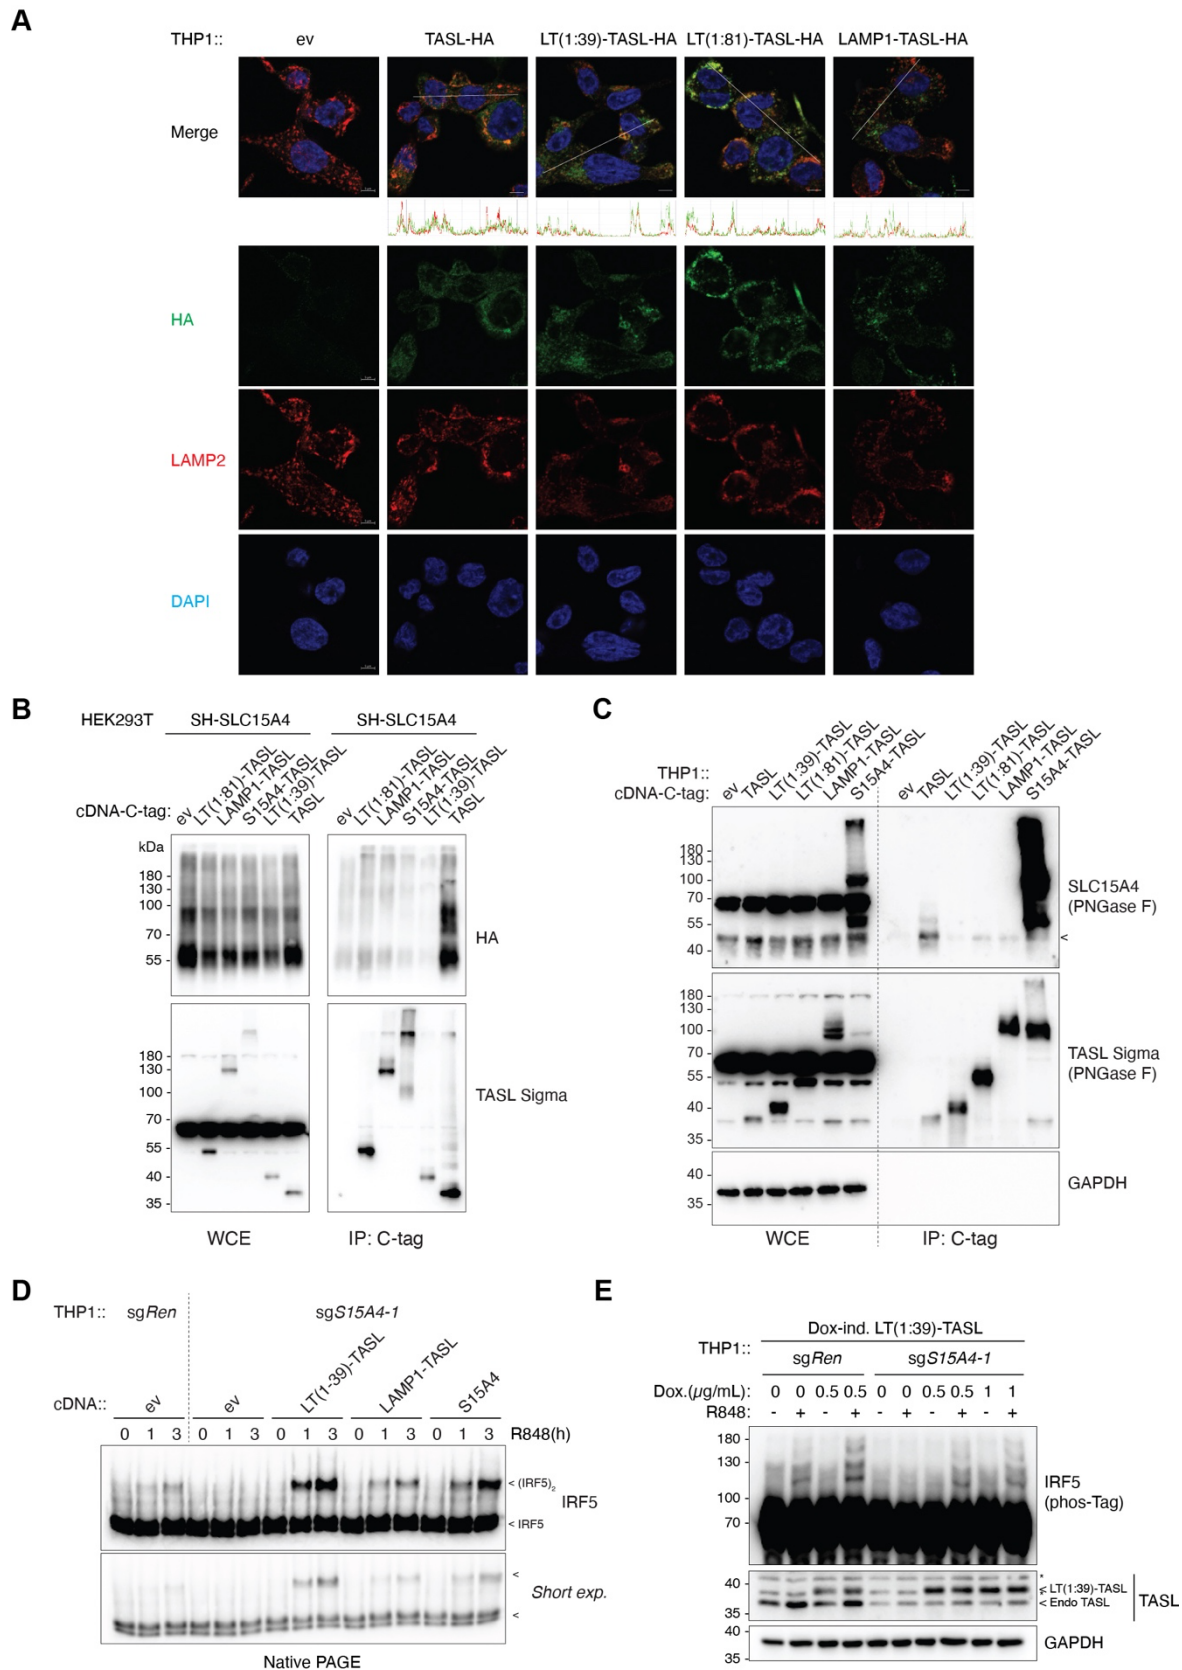 A
THP1:: ev TASL-HA LT(1:39)-TASL-HA LT(1:81)-TASL-HA LAMP1-TASL-HA
Merge
HA
LAMP2
DAPI
B
HEK293T SH-SLC15A4 SH-SLC15A4
cDNA-C-tag: ev LT(1:81)-TASL LAMP1-TASL S15A4-TASL LT(1:39)-TASL TASL ev LT(1:81)-TASL LAMP1-TASL S15A4-TASL LT(1:39)-TASL TASL
kDa
180 -
130 -
100 -
70 -
55 -
HA
180 -
130 -
100 -
70 -
55 -
40 -
35 -
TASL Sigma
WCE IP: C-tag
C
THP1::
cDNA-C-tag: ev TASL LT(1:39)-TASL LT(1:81)-TASL LAMP1-TASL S15A4-TASL ev TASL LT(1:39)-TASL LT(1:81)-TASL LAMP1-TASL S15A4-TASL
180 -
130 -
100 -
70 -
55 -
40 -
SLC15A4
(PNGase F)
<
180 -
130 -
100 -
70 -
55 -
40 -
35 -
TASL Sigma
(PNGase F)
40 -
35 -
GAPDH
WCE IP: C-tag
D
THP1:: sgRen sgS15A4-1
cDNA:: ev ev LT(1-39)-TASL LAMP1-TASL S15A4
0 1 3 0 1 3 0 1 3 0 1 3 0 1 3 R848(h)
< (IRF5)₂
IRF5
< IRF5
<
Short exp.
<
Native PAGE
E
Dox-ind. LT(1:39)-TASL
THP1:: sgRen sgS15A4-1
Dox.(µg/mL): 0 0 0.5 0.5 0 0 0.5 0.5 1 1
R848: - + - + - + - + - +
180 -
130 -
100 -
70 -
IRF5
(phos-Tag)
40 -
35 -
*
< LT(1:39)-TASL
*
< Endo TASL
TASL
40 -
35 -
GAPDH